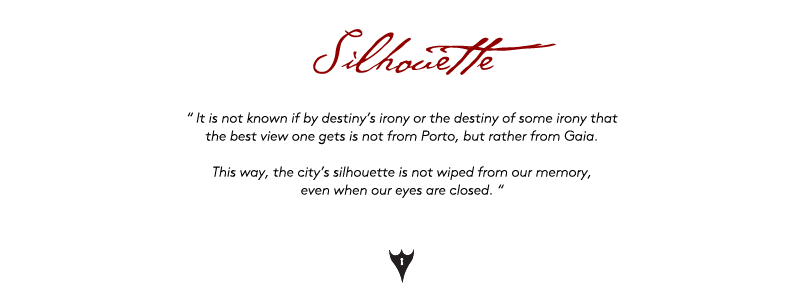 Silhouette
“ It is not known if by destiny’s irony or the destiny of some irony that
the best view one gets is not from Porto, but rather from Gaia.
This way, the city’s silhouette is not wiped from our memory,
even when our eyes are closed. “